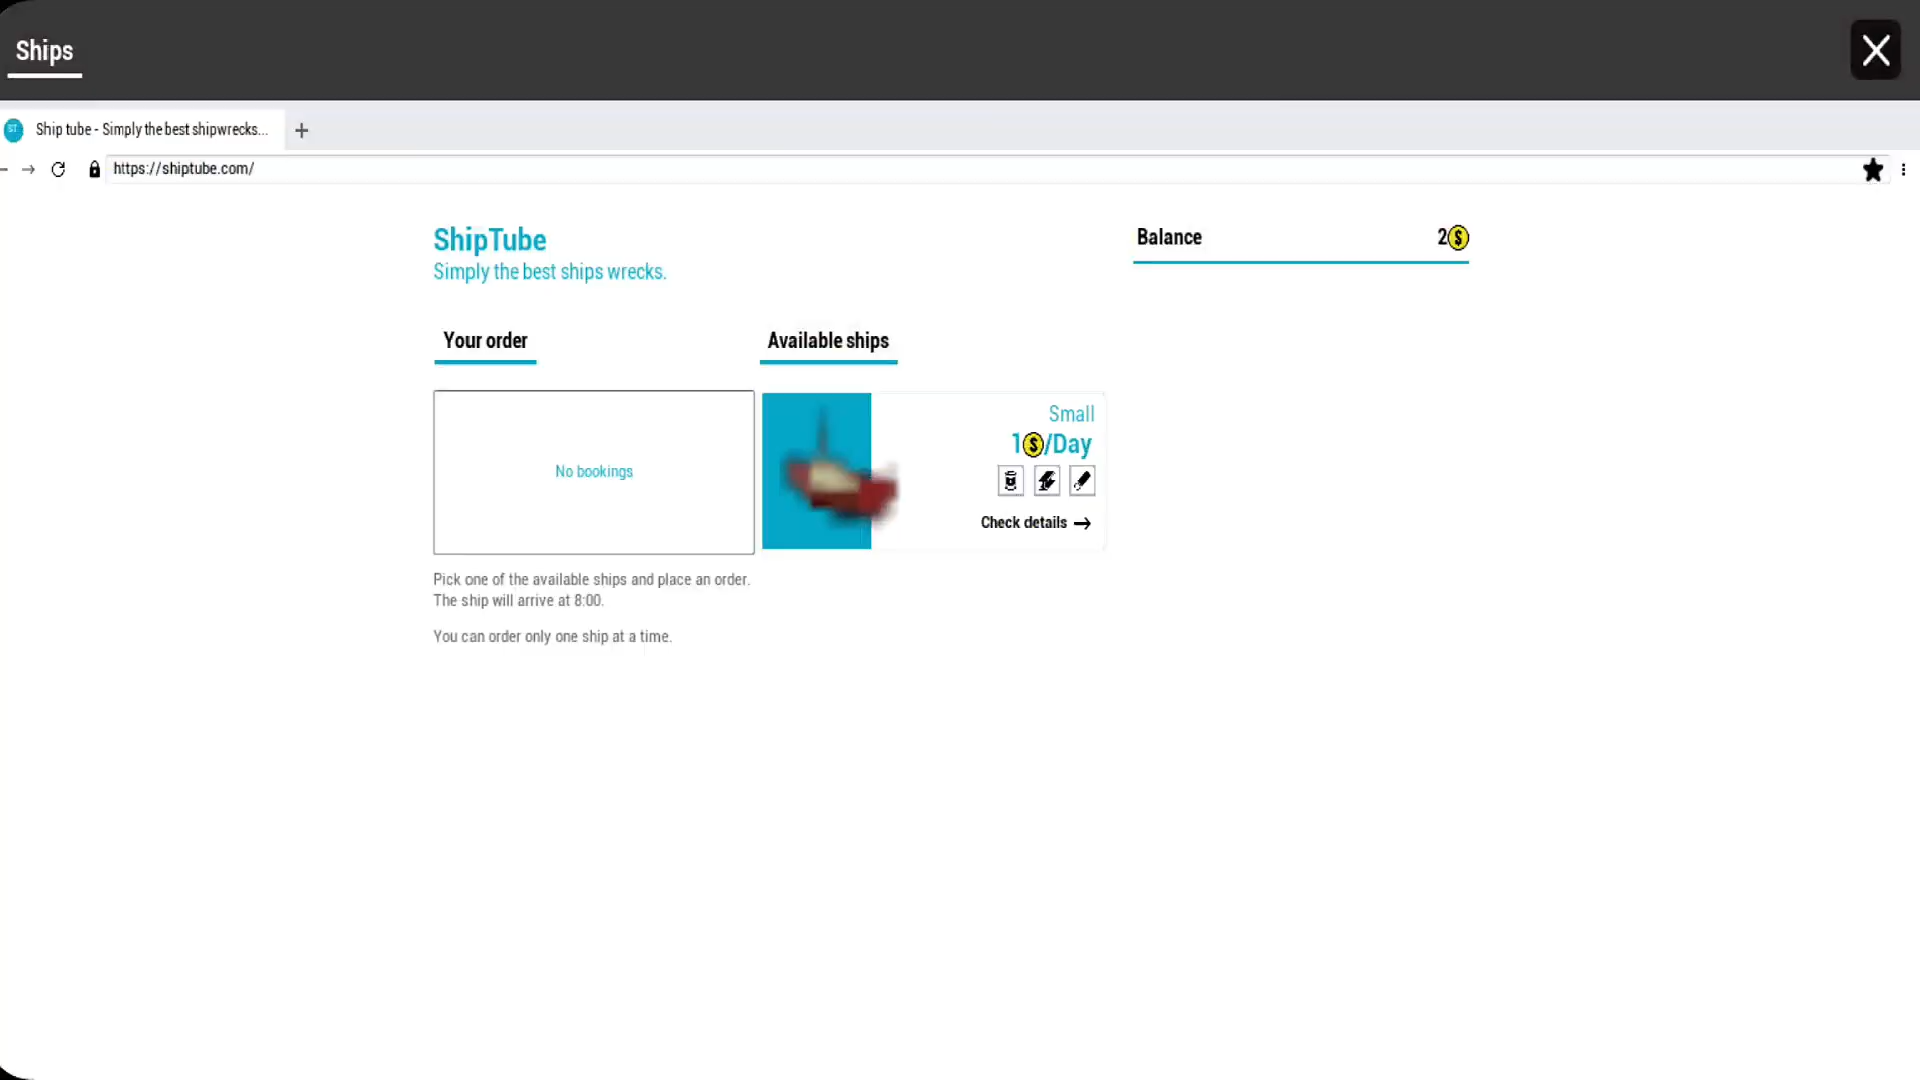 Ships
Ship tube - Simply the best shipwrecks...
https://shiptube.com/
ShipTube
Simply the best ships wrecks.
Balance 2$
Your order
Available ships
No bookings
Small
1$/Day
Check details →
Pick one of the available ships and place an order.
The ship will arrive at 8:00.
You can order only one ship at a time.